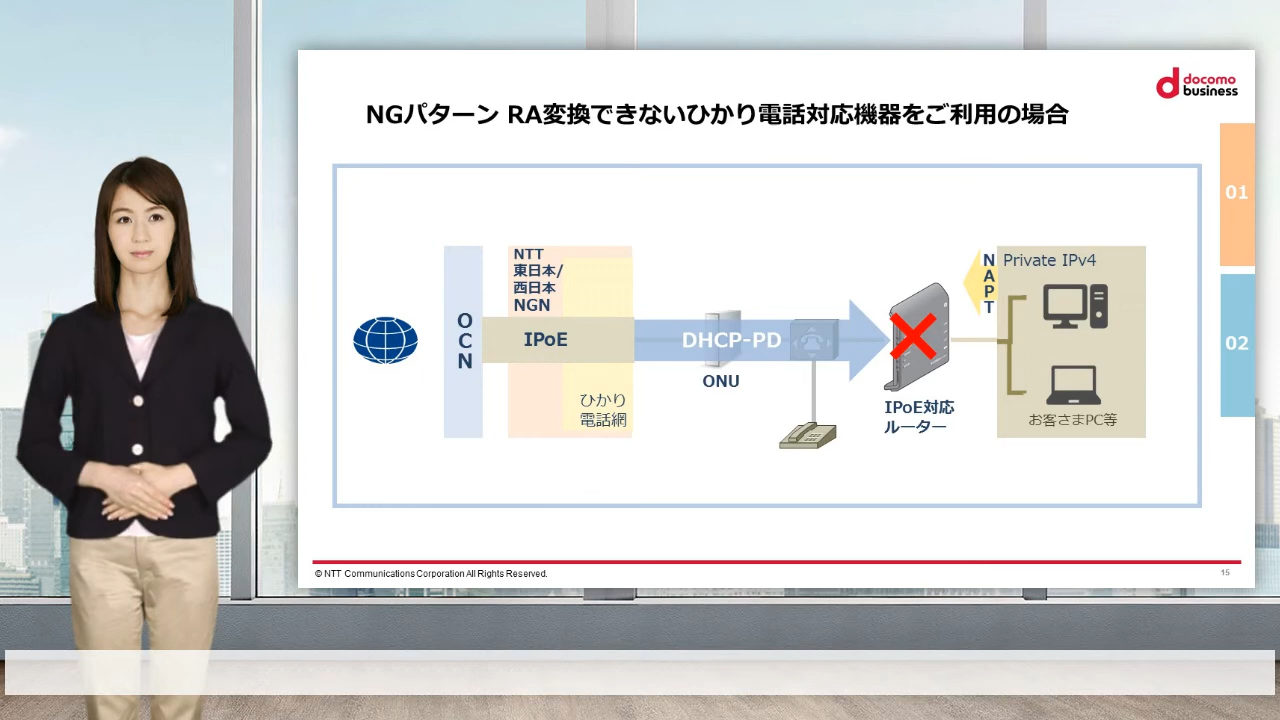 docomo
business
NGパターン RA変換できないひかり電話対応機器をご利用の場合
01
02
OCN
NTT
東日本/
西日本
NGN
IPoE
ひかり
電話網
DHCP-PD
ONU
IPoE対応
ルーター
NAPT
Private IPv4
お客さまPC等
© NTT Communications Corporation All Rights Reserved.
15